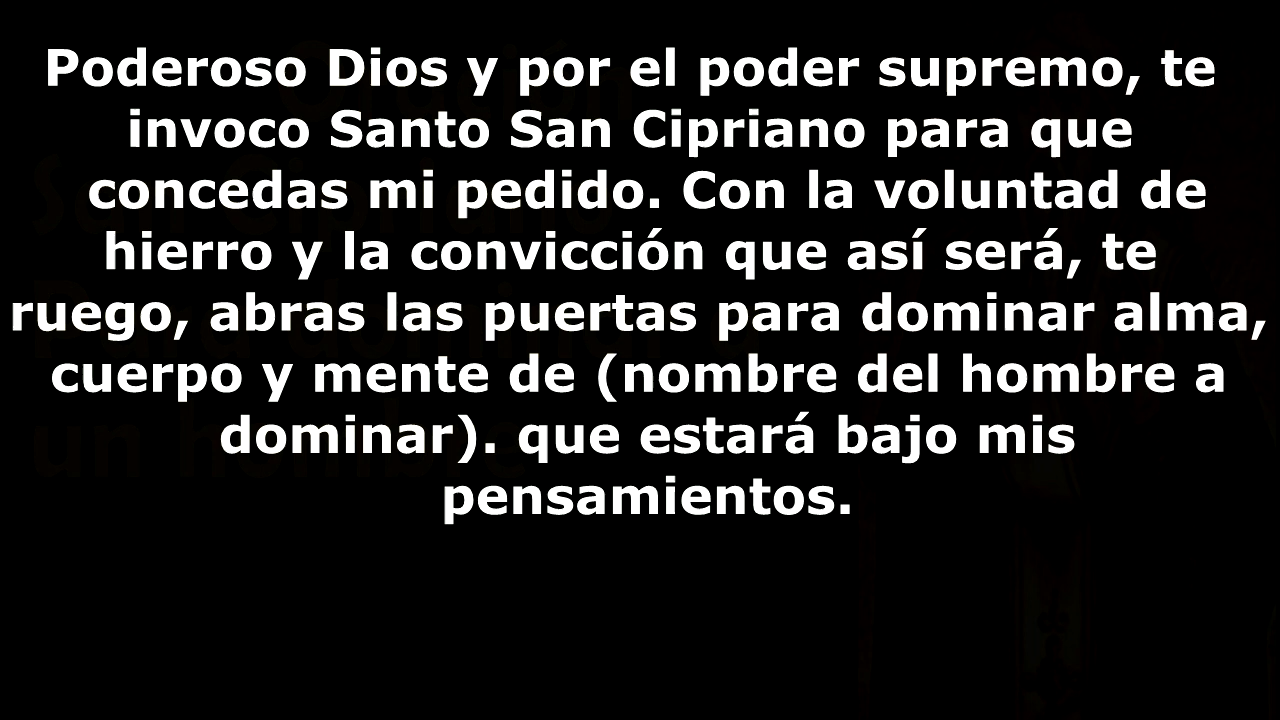 Poderoso Dios y por el poder supremo, te
invoco Santo San Cipriano para que
concedas mi pedido. Con la voluntad de
hierro y la convicción que así será, te
ruego, abras las puertas para dominar alma,
cuerpo y mente de (nombre del hombre a
dominar). que estará bajo mis
pensamientos.